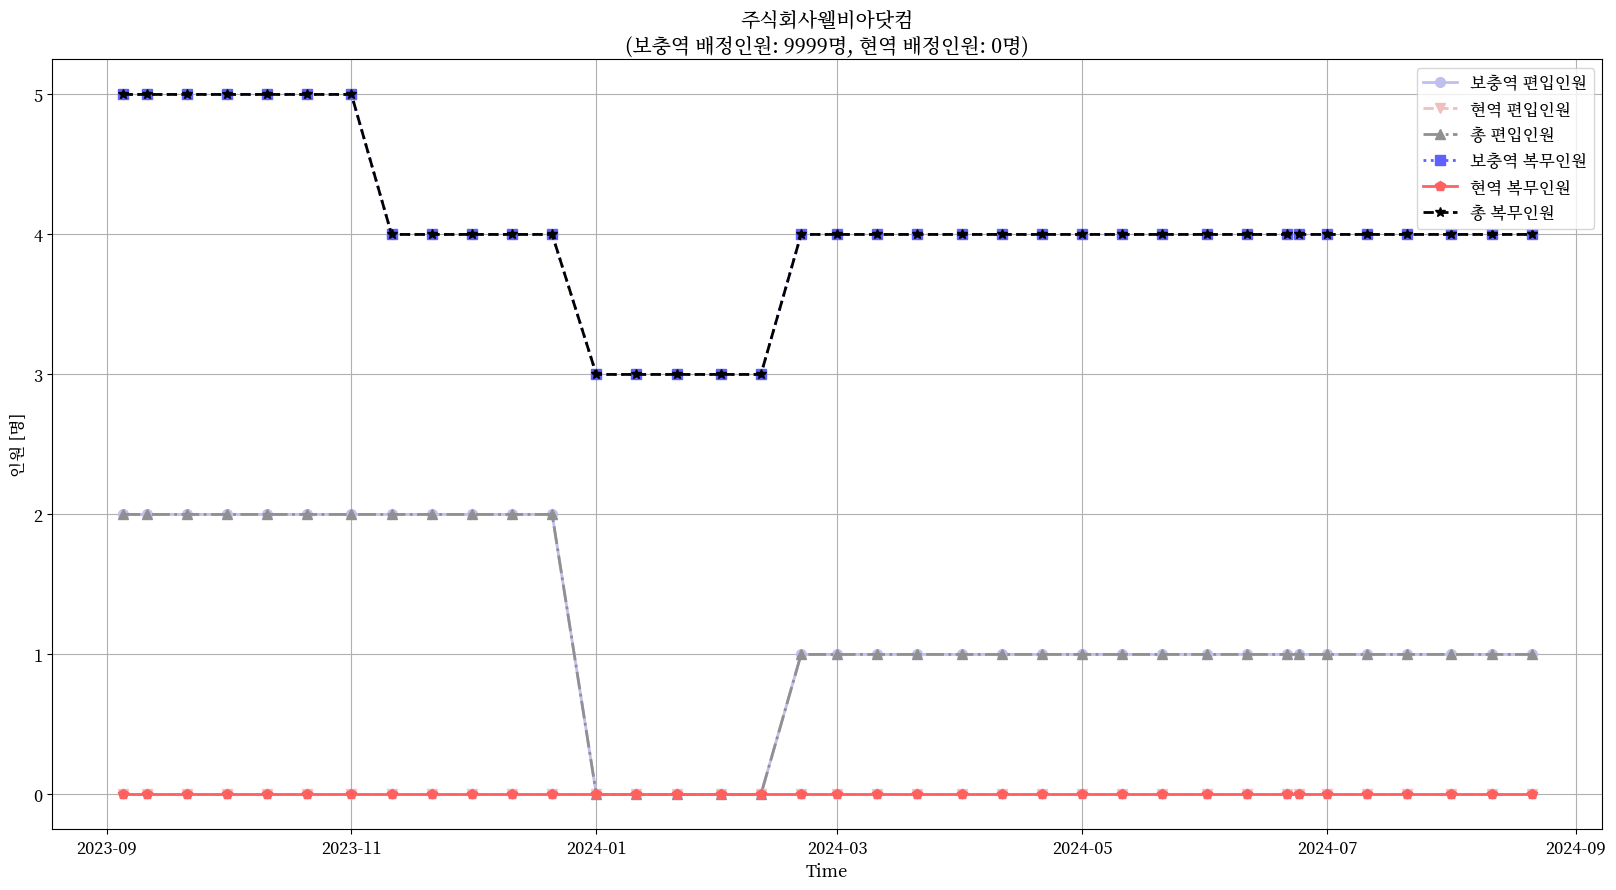 주식회사웰비아닷컴
(보충역 배정인원: 9999명, 현역 배정인원: 0명)
보충역 편입인원
현역 편입인원
총 편입인원
보충역 복무인원
현역 복무인원
총 복무인원
인원 [명]
5
4
3
2
1
0
2023-09
2023-11
2024-01
2024-03
2024-05
2024-07
2024-09
Time